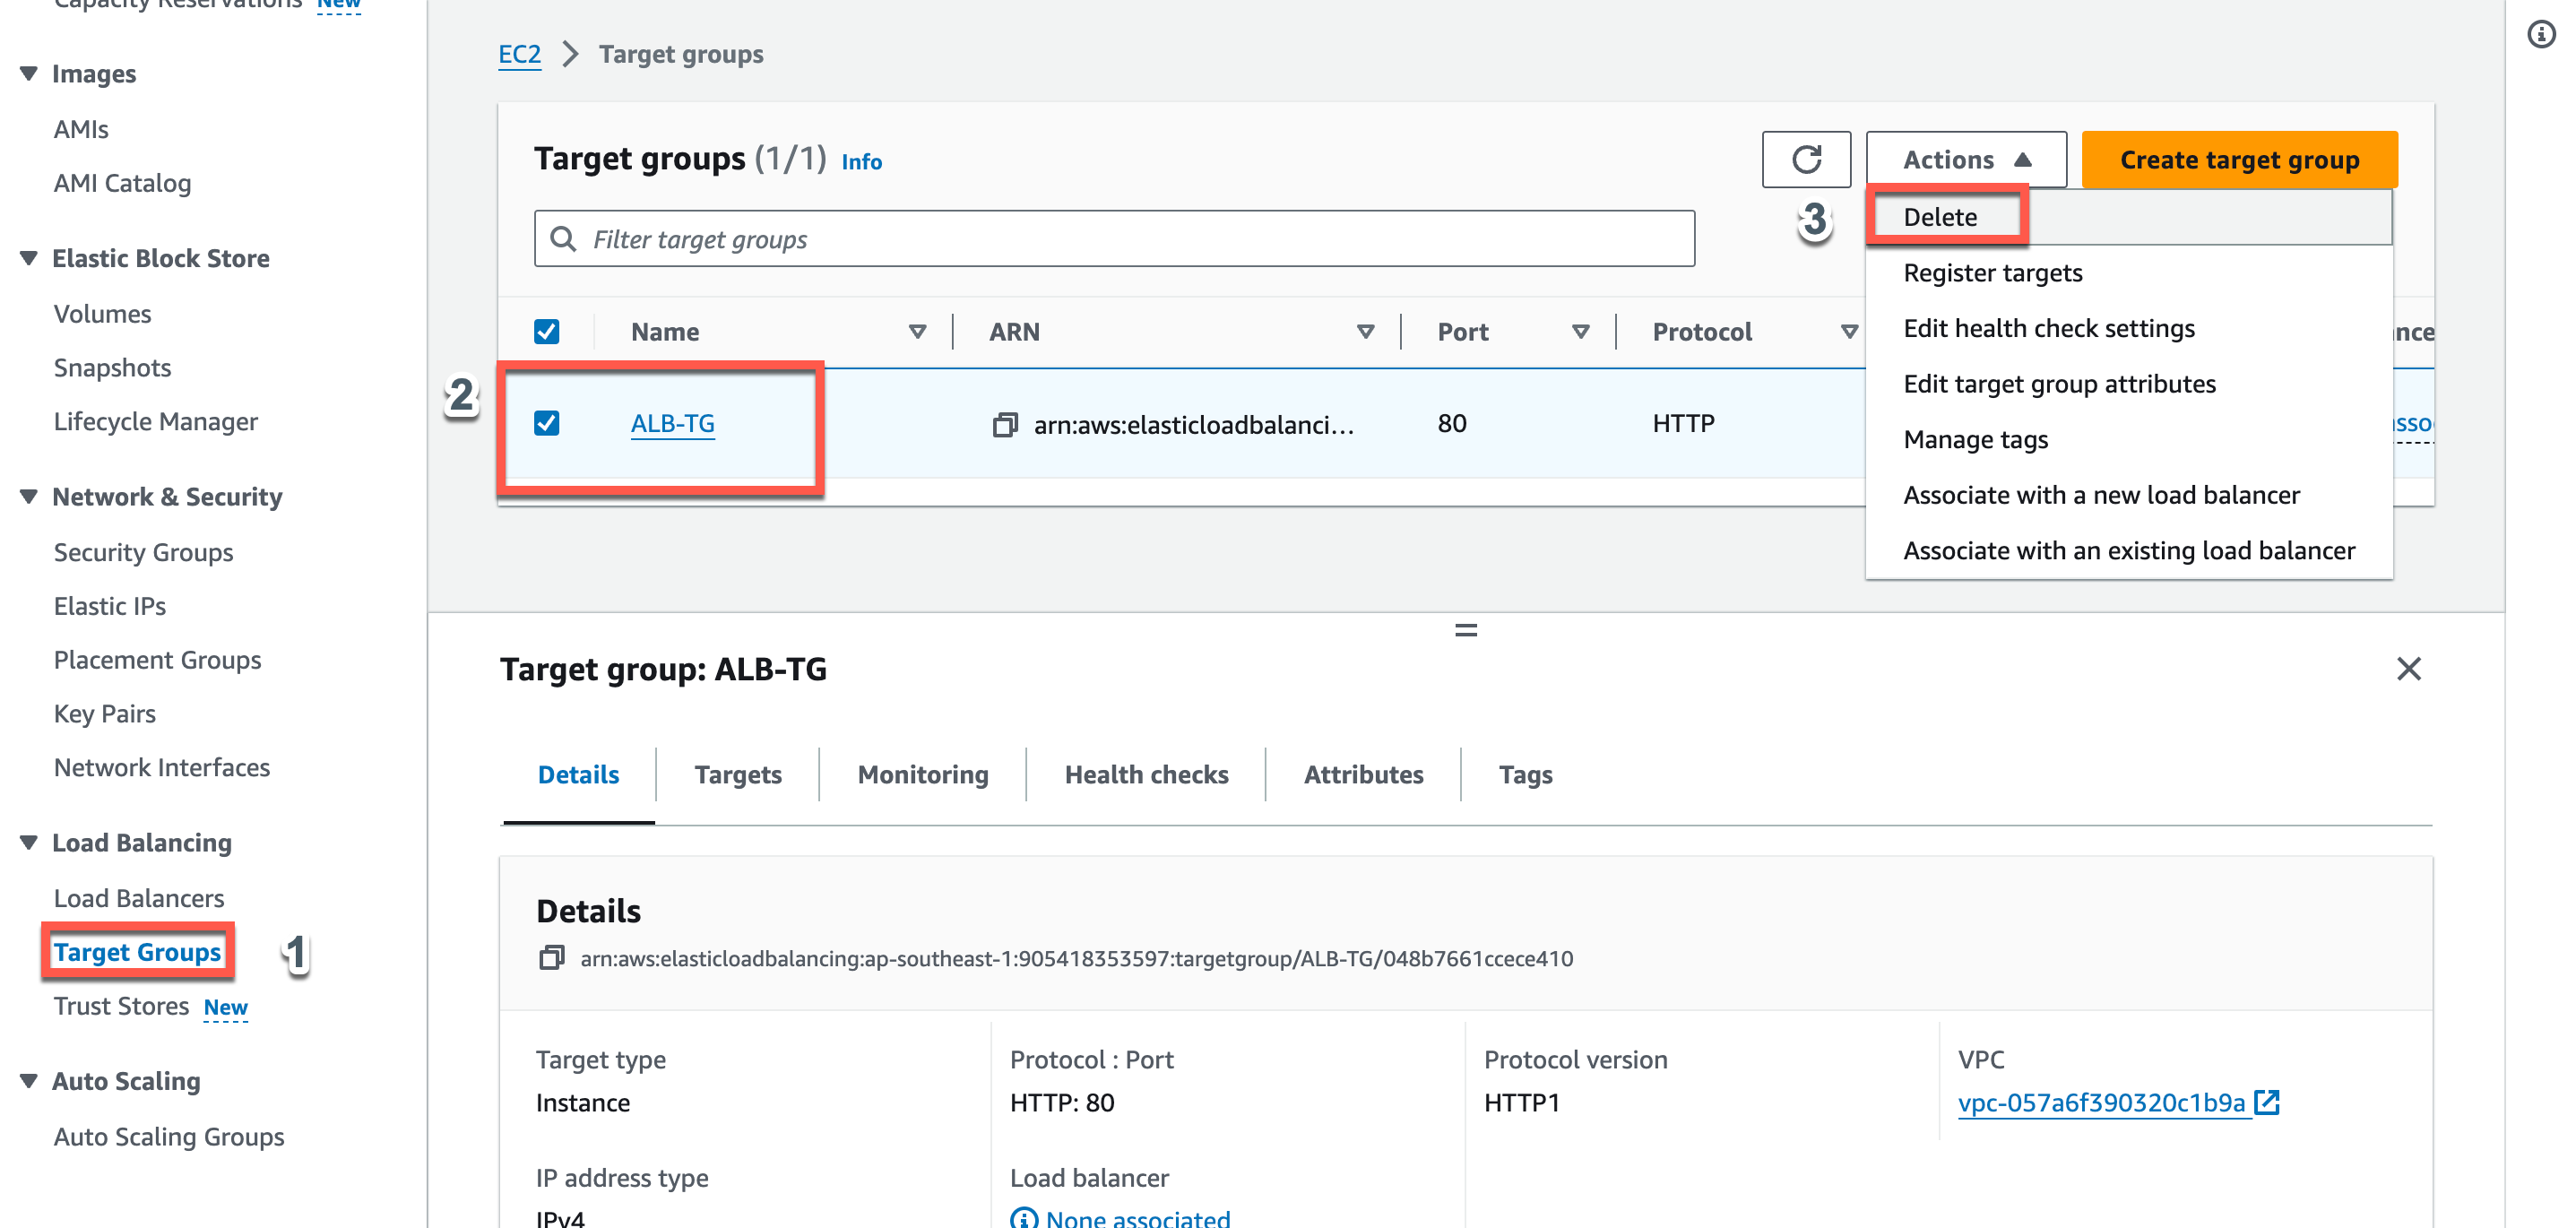 Capacity Reservations New
Images
AMIs
AMI Catalog
Elastic Block Store
Volumes
Snapshots
Lifecycle Manager
Network & Security
Security Groups
Elastic IPs
Placement Groups
Key Pairs
Network Interfaces
Load Balancing
Load Balancers
Target Groups 1
Trust Stores New
Auto Scaling
Auto Scaling Groups
EC2 Target groups
Target groups (1/1) Info
Actions
Create target group
Filter target groups
3
Delete
Register targets
Edit health check settings
Edit target group attributes
Manage tags
Associate with a new load balancer
Associate with an existing load balancer
Name ARN Port Protocol
2
ALB-TG arn:aws:elasticloadbalanci... 80 HTTP
Target group: ALB-TG
Details Targets Monitoring Health checks Attributes Tags
Details
arn:aws:elasticloadbalancing:ap-southeast-1:905418353597:targetgroup/ALB-TG/048b7661ccece410
Target type
Instance
Protocol : Port
HTTP: 80
Protocol version
HTTP1
VPC
vpc-057a6f390320c1b9a
IP address type
IPv4
Load balancer
None associated